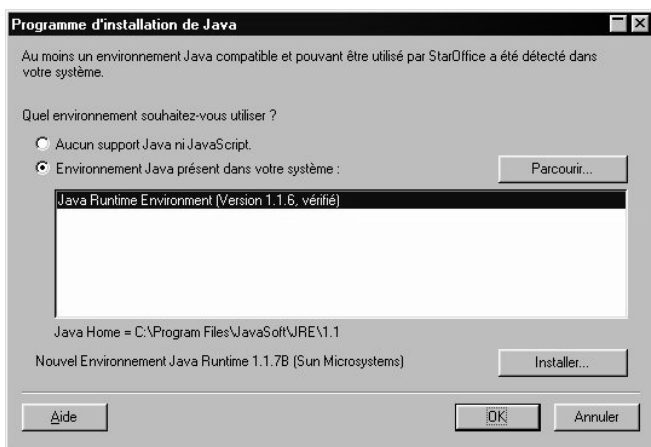 Programme d'installation de Java
Au moins un environnement Java compatible et pouvant être utilisé par StarOffice a été détecté dans
votre système.
Quel environnement souhaitez-vous utiliser ?
Aucun support Java ni JavaScript.
Environnement Java présent dans votre système :
Parcourir...
Java Runtime Environment (Version 1.1.6, vérifié)
Java Home = C:\Program Files\JavaSoft\JRE\1.1
Nouvel Environnement Java Runtime 1.1.7B (Sun Microsystems)
Installer...
Aide
OK
Annuler